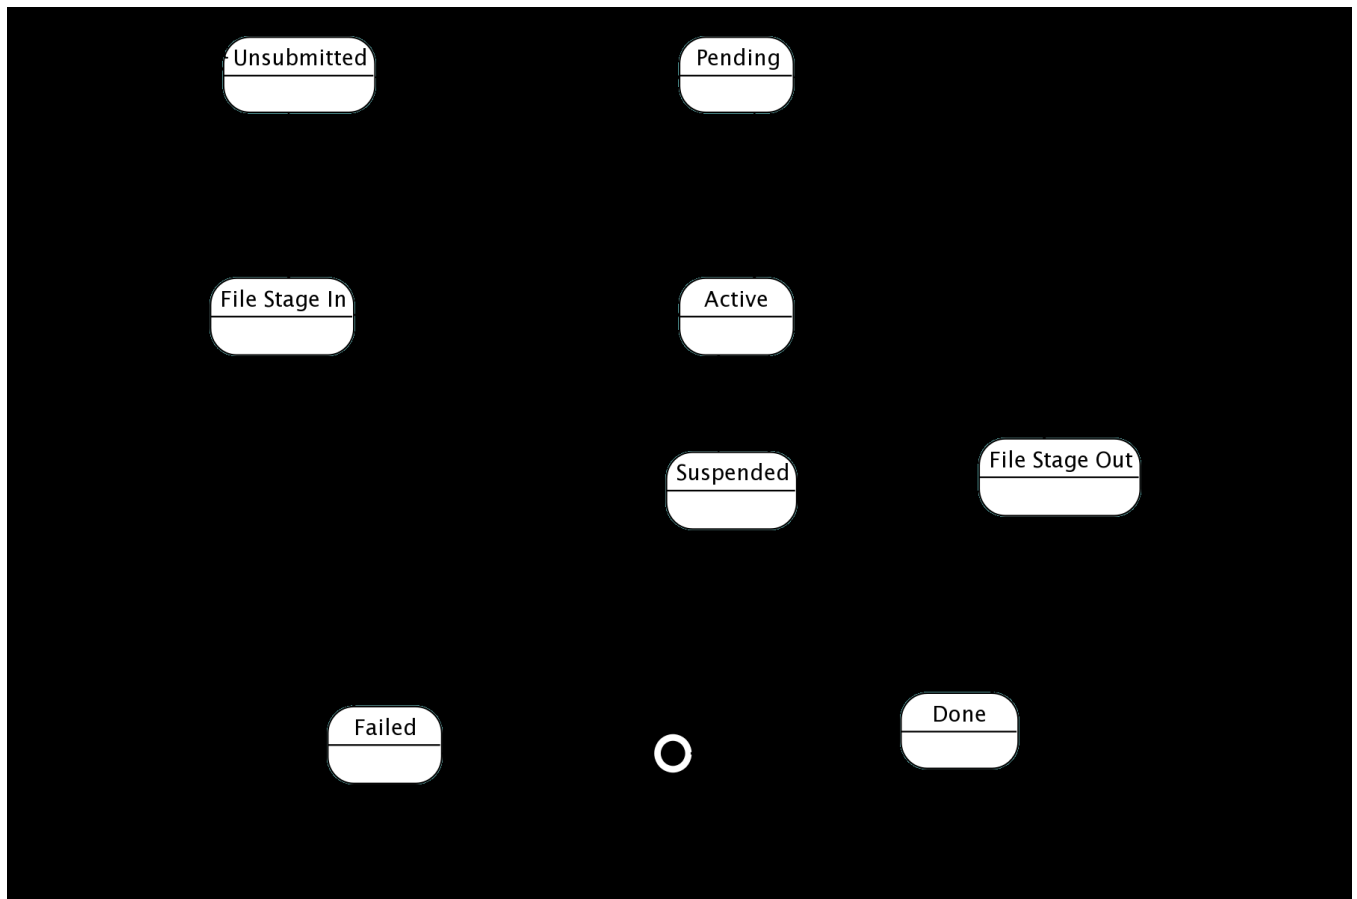 Unsubmitted
Pending
File Stage In
Active
Suspended
File Stage Out
Failed
Done